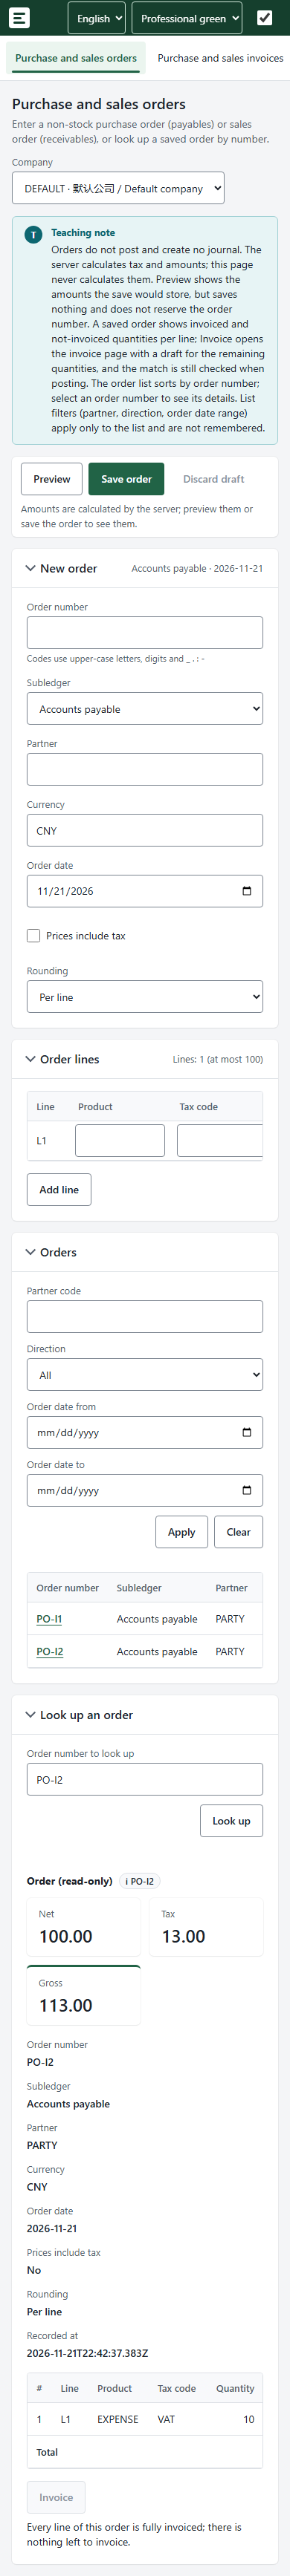 English
Professional green
Purchase and sales orders
Purchase and sales invoices
Purchase and sales orders
Enter a non-stock purchase order (payables) or sales
order (receivables), or look up a saved order by number.
Company
DEFAULT · 默认公司 / Default company
T
Teaching note
Orders do not post and create no journal. The
server calculates tax and amounts; this page
never calculates them. Preview shows the
amounts the save would store, but saves
nothing and does not reserve the order
number. A saved order shows invoiced and
not-invoiced quantities per line; Invoice opens
the invoice page with a draft for the remaining
quantities, and the match is still checked when
posting. The order list sorts by order number;
select an order number to see its details. List
filters (partner, direction, order date range)
apply only to the list and are not remembered.
Preview
Save order
Discard draft
Amounts are calculated by the server; preview them or
save the order to see them.
New order
Accounts payable · 2026-11-21
Order number
Codes use upper-case letters, digits and _ . : -
Subledger
Accounts payable
Partner
Currency
CNY
Order date
11/21/2026
Prices include tax
Rounding
Per line
Order lines
Lines: 1 (at most 100)
Line Product Tax code
L1
Add line
Orders
Partner code
Direction
All
Order date from
mm/dd/yyyy
Order date to
mm/dd/yyyy
Apply
Clear
Order number Subledger Partner
PO-I1 Accounts payable PARTY
PO-I2 Accounts payable PARTY
Look up an order
Order number to look up
PO-I2
Look up
Order (read-only) i PO-I2
Net
100.00
Tax
13.00
Gross
113.00
Order number
PO-I2
Subledger
Accounts payable
Partner
PARTY
Currency
CNY
Order date
2026-11-21
Prices include tax
No
Rounding
Per line
Recorded at
2026-11-21T22:42:37.383Z
# Line Product Tax code Quantity
1 L1 EXPENSE VAT 10
Total
Invoice
Every line of this order is fully invoiced; there is
nothing left to invoice.